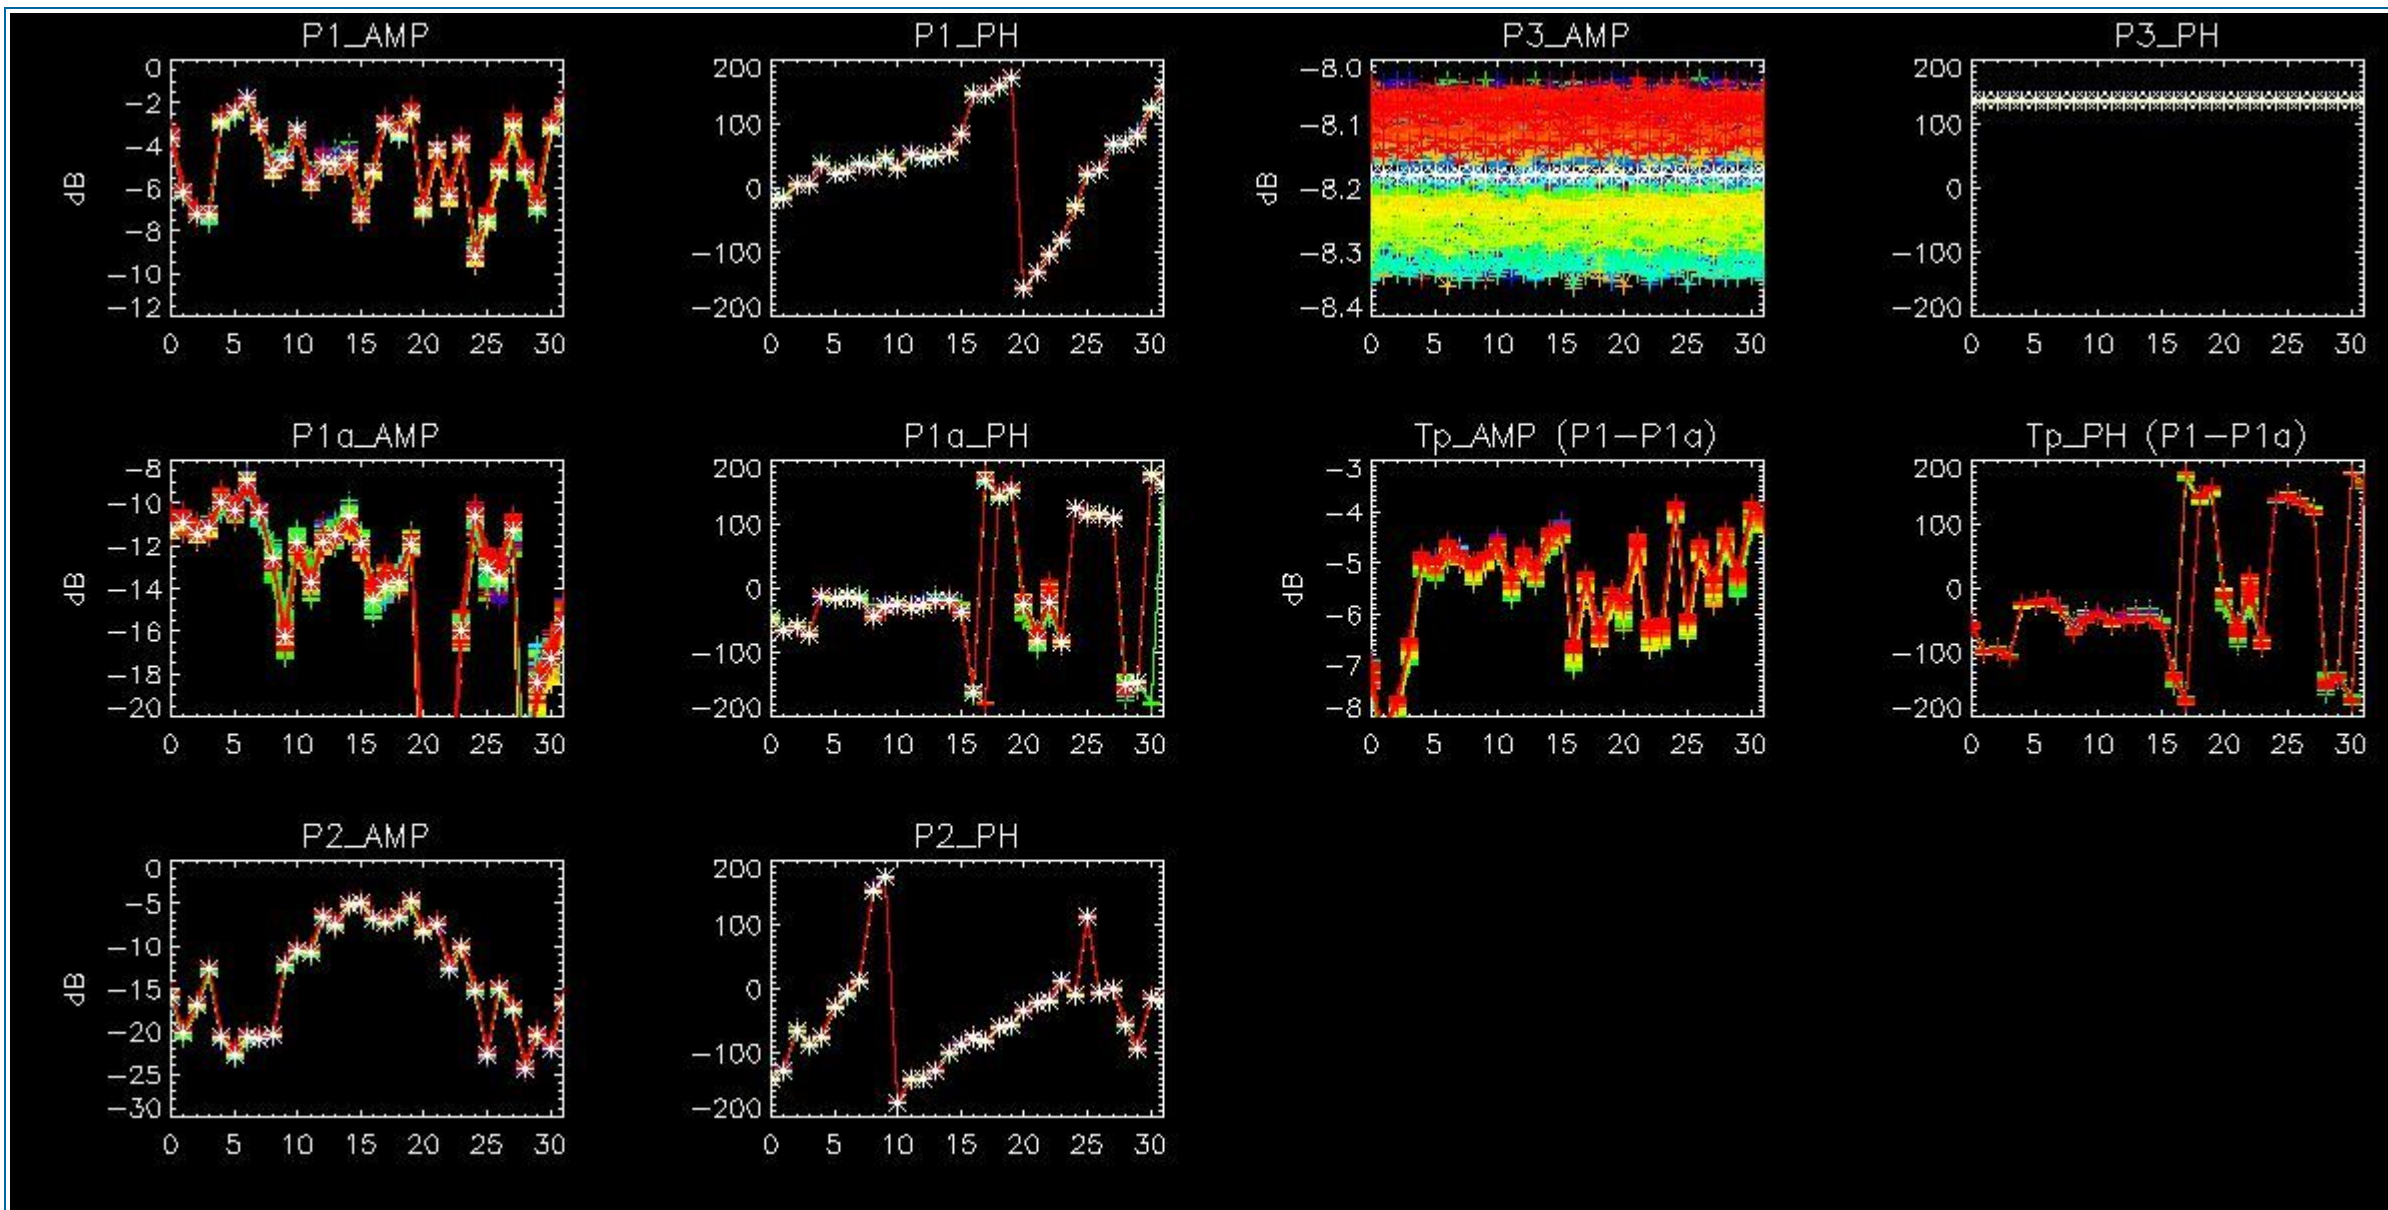 P1_AMP
0
−2
−4
−6
−8
−10
−12
dB
0 5 10 15 20 25 30
P1_PH
200
100
0
−100
−200
0 5 10 15 20 25 30
P3_AMP
−8.0
−8.1
−8.2
−8.3
−8.4
dB
0 5 10 15 20 25 30
P3_PH
200
100
0
−100
−200
0 5 10 15 20 25 30
P1a_AMP
−8
−10
−12
−14
−16
−18
−20
dB
0 5 10 15 20 25 30
P1a_PH
200
100
0
−100
−200
0 5 10 15 20 25 30
Tp_AMP (P1−P1a)
−3
−4
−5
−6
−7
−8
dB
0 5 10 15 20 25 30
Tp_PH (P1−P1a)
200
100
0
−100
−200
0 5 10 15 20 25 30
P2_AMP
0
−5
−10
−15
−20
−25
−30
dB
0 5 10 15 20 25 30
P2_PH
200
100
0
−100
−200
0 5 10 15 20 25 30